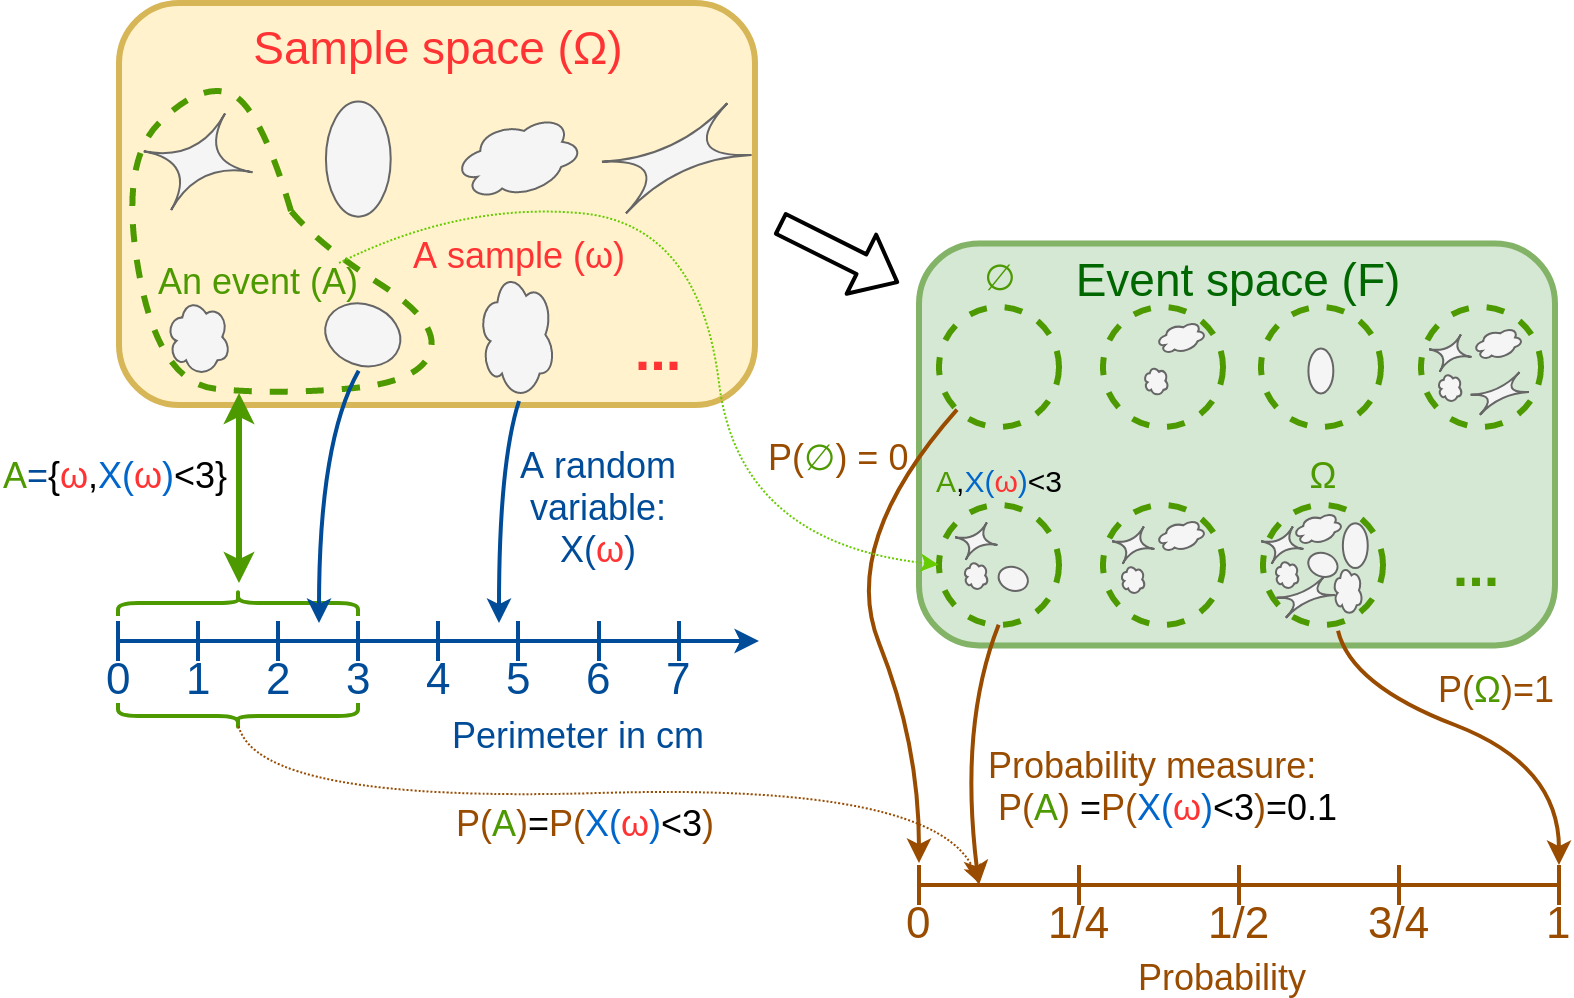 Sample space (Ω)
A sample (ω)
An event (A)
...
Event space (F)
∅
A={ω,X(ω)<3}
A random
variable:
X(ω)
P(∅) = 0
A,X(ω)<3
Ω
...
0 1 2 3 4 5 6 7
Perimeter in cm
P(Ω)=1
Probability measure:
P(A) =P(X(ω)<3)=0.1
P(A)=P(X(ω)<3)
0 1/4 1/2 3/4 1
Probability